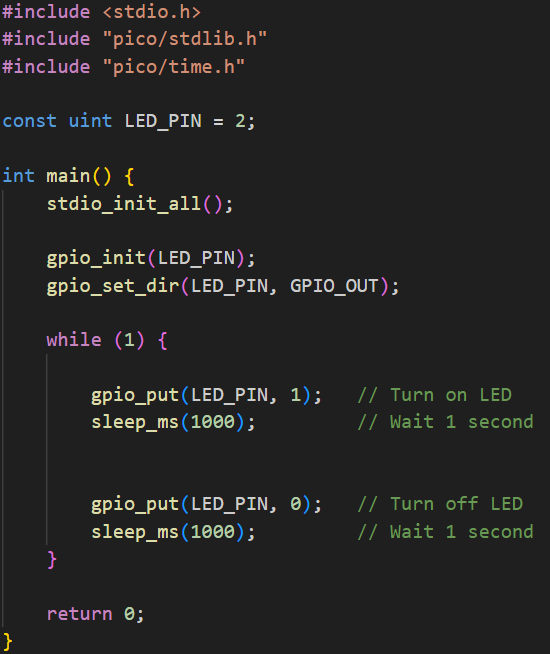 #include <stdio.h>
#include "pico/stdlib.h"
#include "pico/time.h"
const uint LED_PIN = 2;
int main() {
stdio_init_all();
gpio_init(LED_PIN);
gpio_set_dir(LED_PIN, GPIO_OUT);
while (1) {
gpio_put(LED_PIN, 1);   // Turn on LED
sleep_ms(1000);         // Wait 1 second
gpio_put(LED_PIN, 0);   // Turn off LED
sleep_ms(1000);         // Wait 1 second
}
return 0;
}